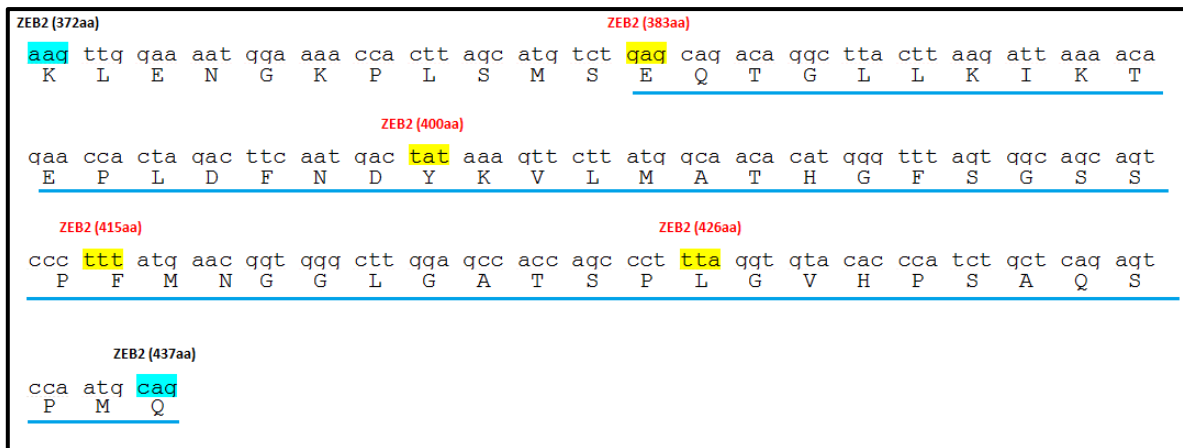 ZEB2 (372aa) ZEB2 (383aa)
aag ttg gaa aat gga aaa cca ctt agc atg tct gag cag aca ggc tta ctt aag att aaa aca
K L E N G K P L S M S E Q T G L L K I K T
ZEB2 (400aa)
gaa cca cta gac ttc aat gac tat aaa gtt ctt atg gca aca cat ggg ttt agt ggc agc agt
E P L D F N D Y K V L M A T H G F S G S S
ZEB2 (415aa) ZEB2 (426aa)
ccc ttt atg aac ggt ggg ctt gga gcc acc agc cct tta ggt gta cac cca tct gct cag agt
P F M N G G L G A T S P L G V H P S A Q S
ZEB2 (437aa)
cca atg cag
P M Q